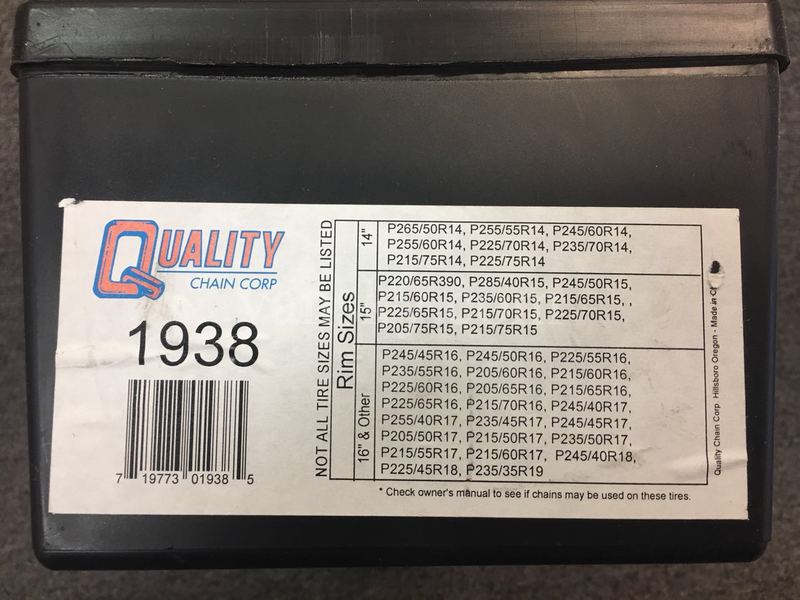 QUALITY
CHAIN CORP
1938
7 19773 01938 5
NOT ALL TIRE SIZES MAY BE LISTED
Rim Sizes
14"
P265/50R14, P255/55R14, P245/60R14,
P255/60R14, P225/70R14, P235/70R14,
P215/75R14, P225/75R14
15"
P220/65R390, P285/40R15, P245/50R15,
P215/60R15, P235/60R15, P215/65R15, ,
P225/65R15, P215/70R15, P225/70R15,
P205/75R15, P215/75R15
16" & Other
P245/45R16, P245/50R16, P225/55R16,
P235/55R16, P205/60R16, P215/60R16,
P225/60R16, P205/65R16, P215/65R16,
P225/65R16, P215/70R16, P245/40R17,
P255/40R17, P235/45R17, P245/45R17,
P205/50R17, P215/50R17, P235/50R17,
P215/55R17, P215/60R17, P245/40R18,
P225/45R18, P235/35R19
* Check owner's manual to see if chains may be used on these tires.
Quality Chain Corp Hillsboro Oregon - Made in